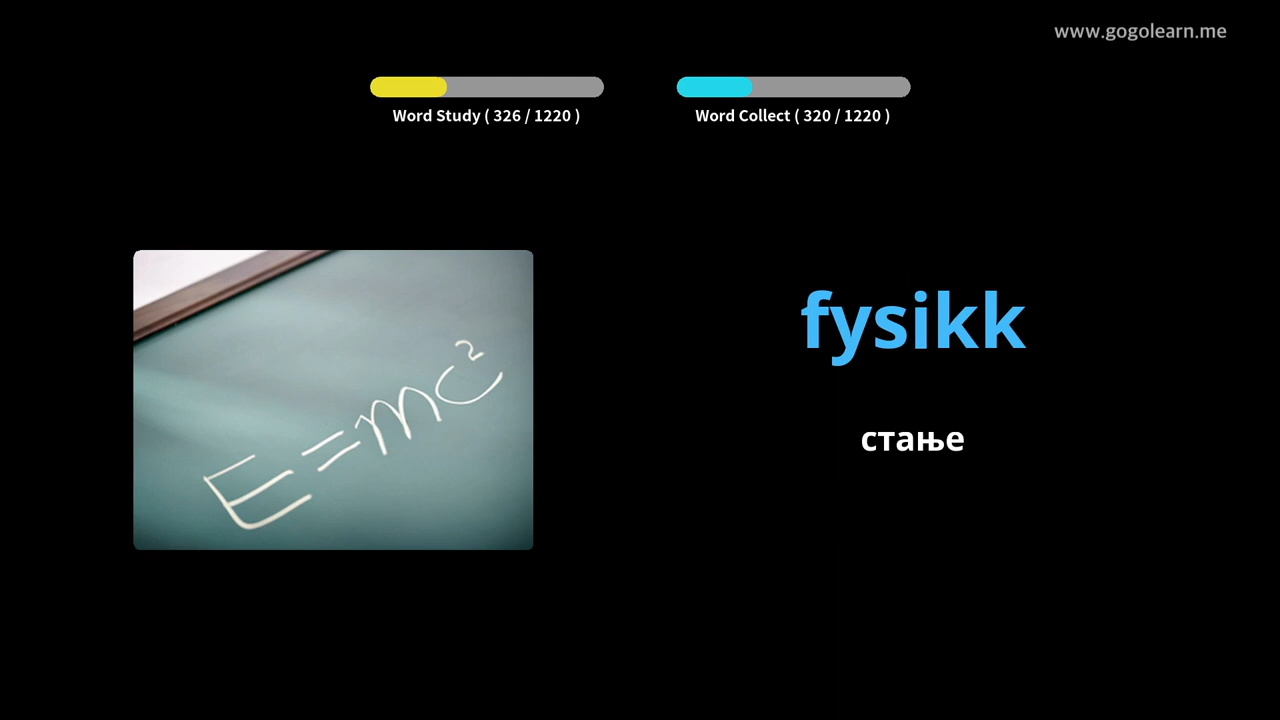 www.gogolearn.me
Word Study ( 326 / 1220 )
Word Collect ( 320 / 1220 )
E=mc²
fysikk
стање